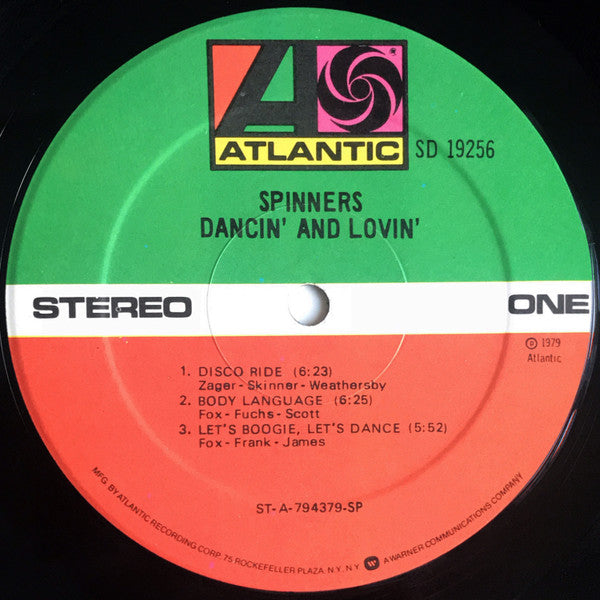 ATLANTIC
SD 19256
SPINNERS
DANCIN' AND LOVIN'
STEREO
ONE
℗ 1979
Atlantic
1. DISCO RIDE (6:23)
Zager-Skinner-Weathersby
2. BODY LANGUAGE (6:25)
Fox-Fuchs-Scott
3. LET'S BOOGIE, LET'S DANCE (5:52)
Fox-Frank-James
ST-A-794379-SP
MFG. BY ATLANTIC RECORDING CORP. 75 ROCKEFELLER PLAZA, N.Y. N.Y. W A WARNER COMMUNICATIONS COMPANY